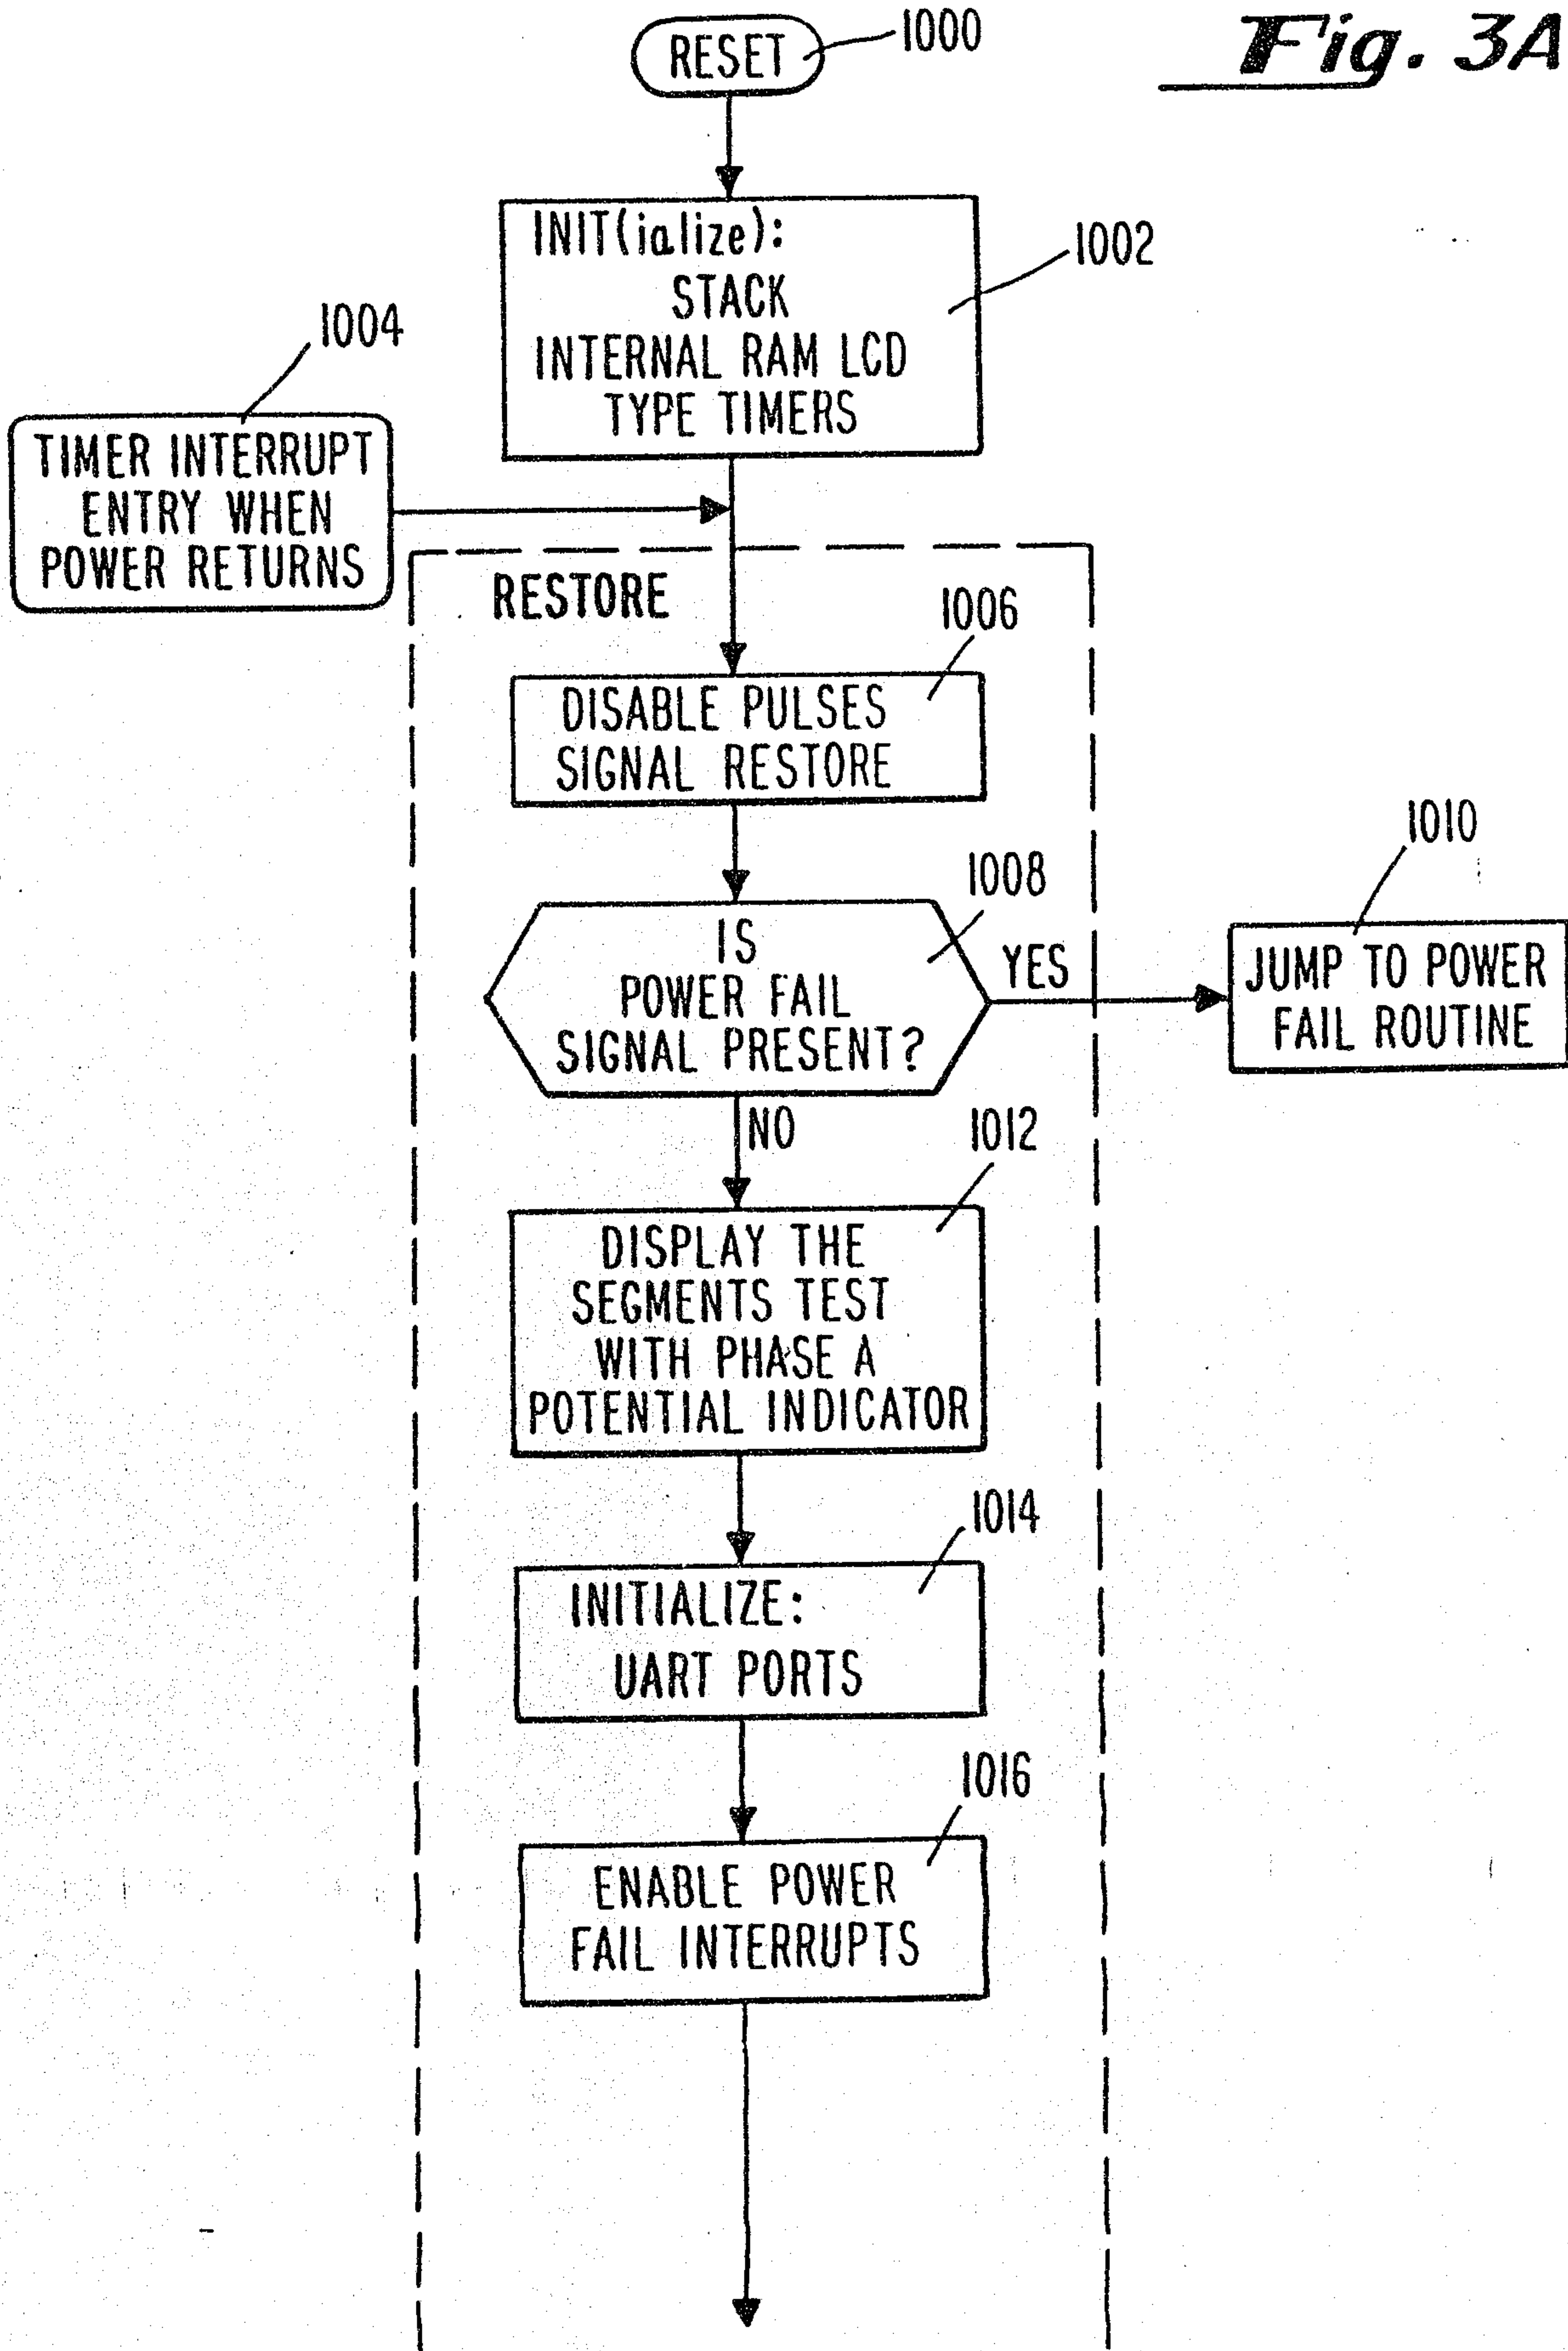 Fig. 3A
RESET
1000
INIT(ialize):
STACK
INTERNAL RAM LCD
TYPE TIMERS
1002
1004
TIMER INTERRUPT
ENTRY WHEN
POWER RETURNS
RESTORE
1006
DISABLE PULSES
SIGNAL RESTORE
1008
IS
POWER FAIL
SIGNAL PRESENT?
YES
1010
JUMP TO POWER
FAIL ROUTINE
NO
1012
DISPLAY THE
SEGMENTS TEST
WITH PHASE A
POTENTIAL INDICATOR
1014
INITIALIZE:
UART PORTS
1016
ENABLE POWER
FAIL INTERRUPTS